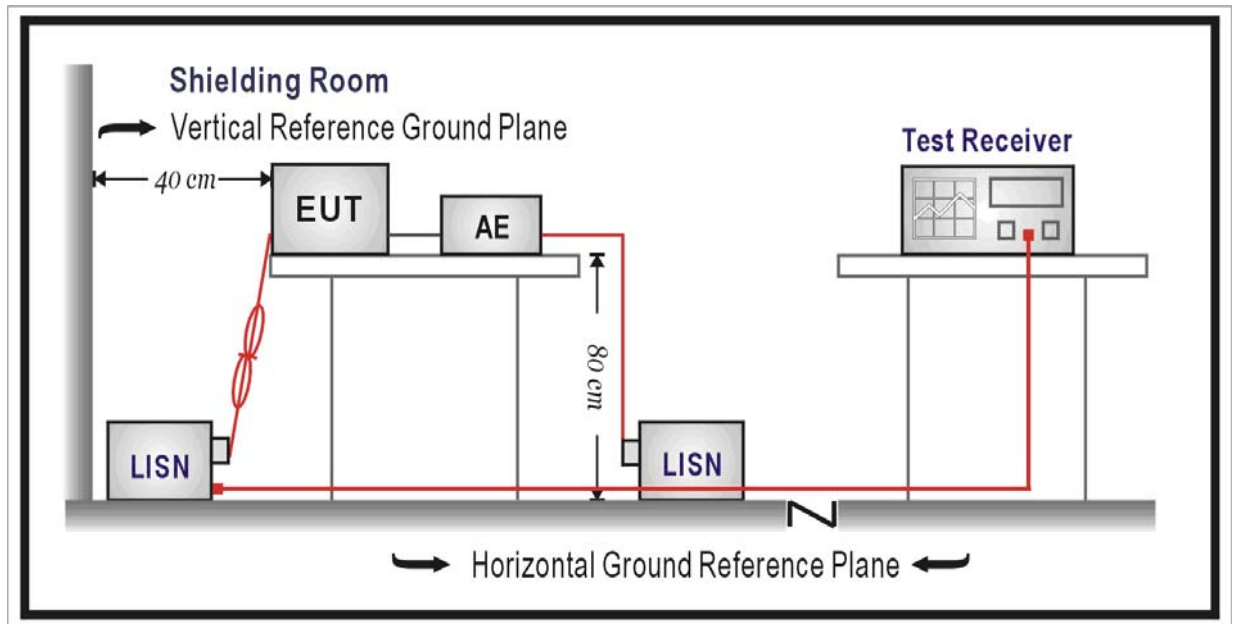 Shielding Room
Vertical Reference Ground Plane
Test Receiver
40 cm
EUT
AE
80 cm
LISN
LISN
Horizontal Ground Reference Plane